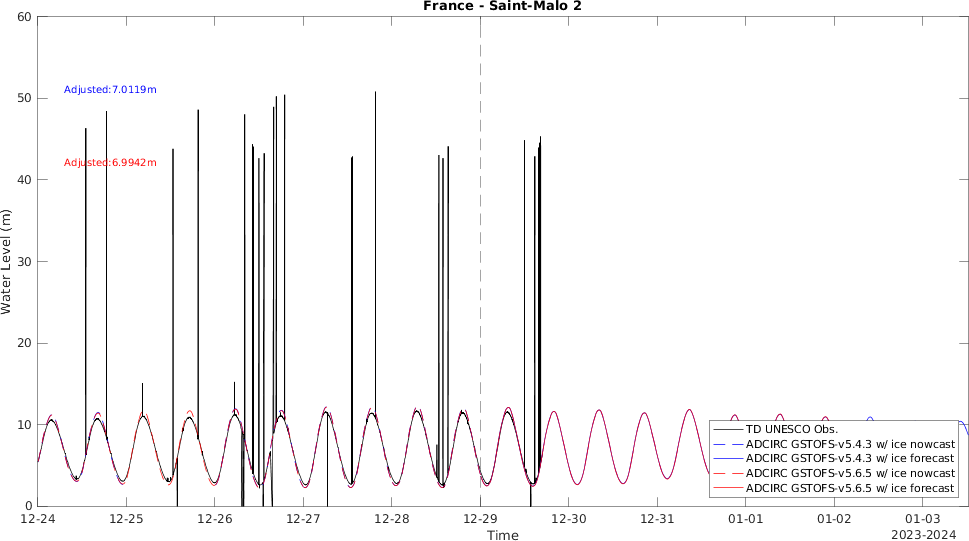 France - Saint-Malo 2
60
50
40
30
20
10
0
Water Level (m)
Adjusted:7.0119m
Adjusted:6.9942m
TD UNESCO Obs.
ADCIRC GSTOFS-v5.4.3 w/ ice nowcast
ADCIRC GSTOFS-v5.4.3 w/ ice forecast
ADCIRC GSTOFS-v5.6.5 w/ ice nowcast
ADCIRC GSTOFS-v5.6.5 w/ ice forecast
12-24 12-25 12-26 12-27 12-28 12-29 12-30 12-31 01-01 01-02 01-03
Time
2023-2024